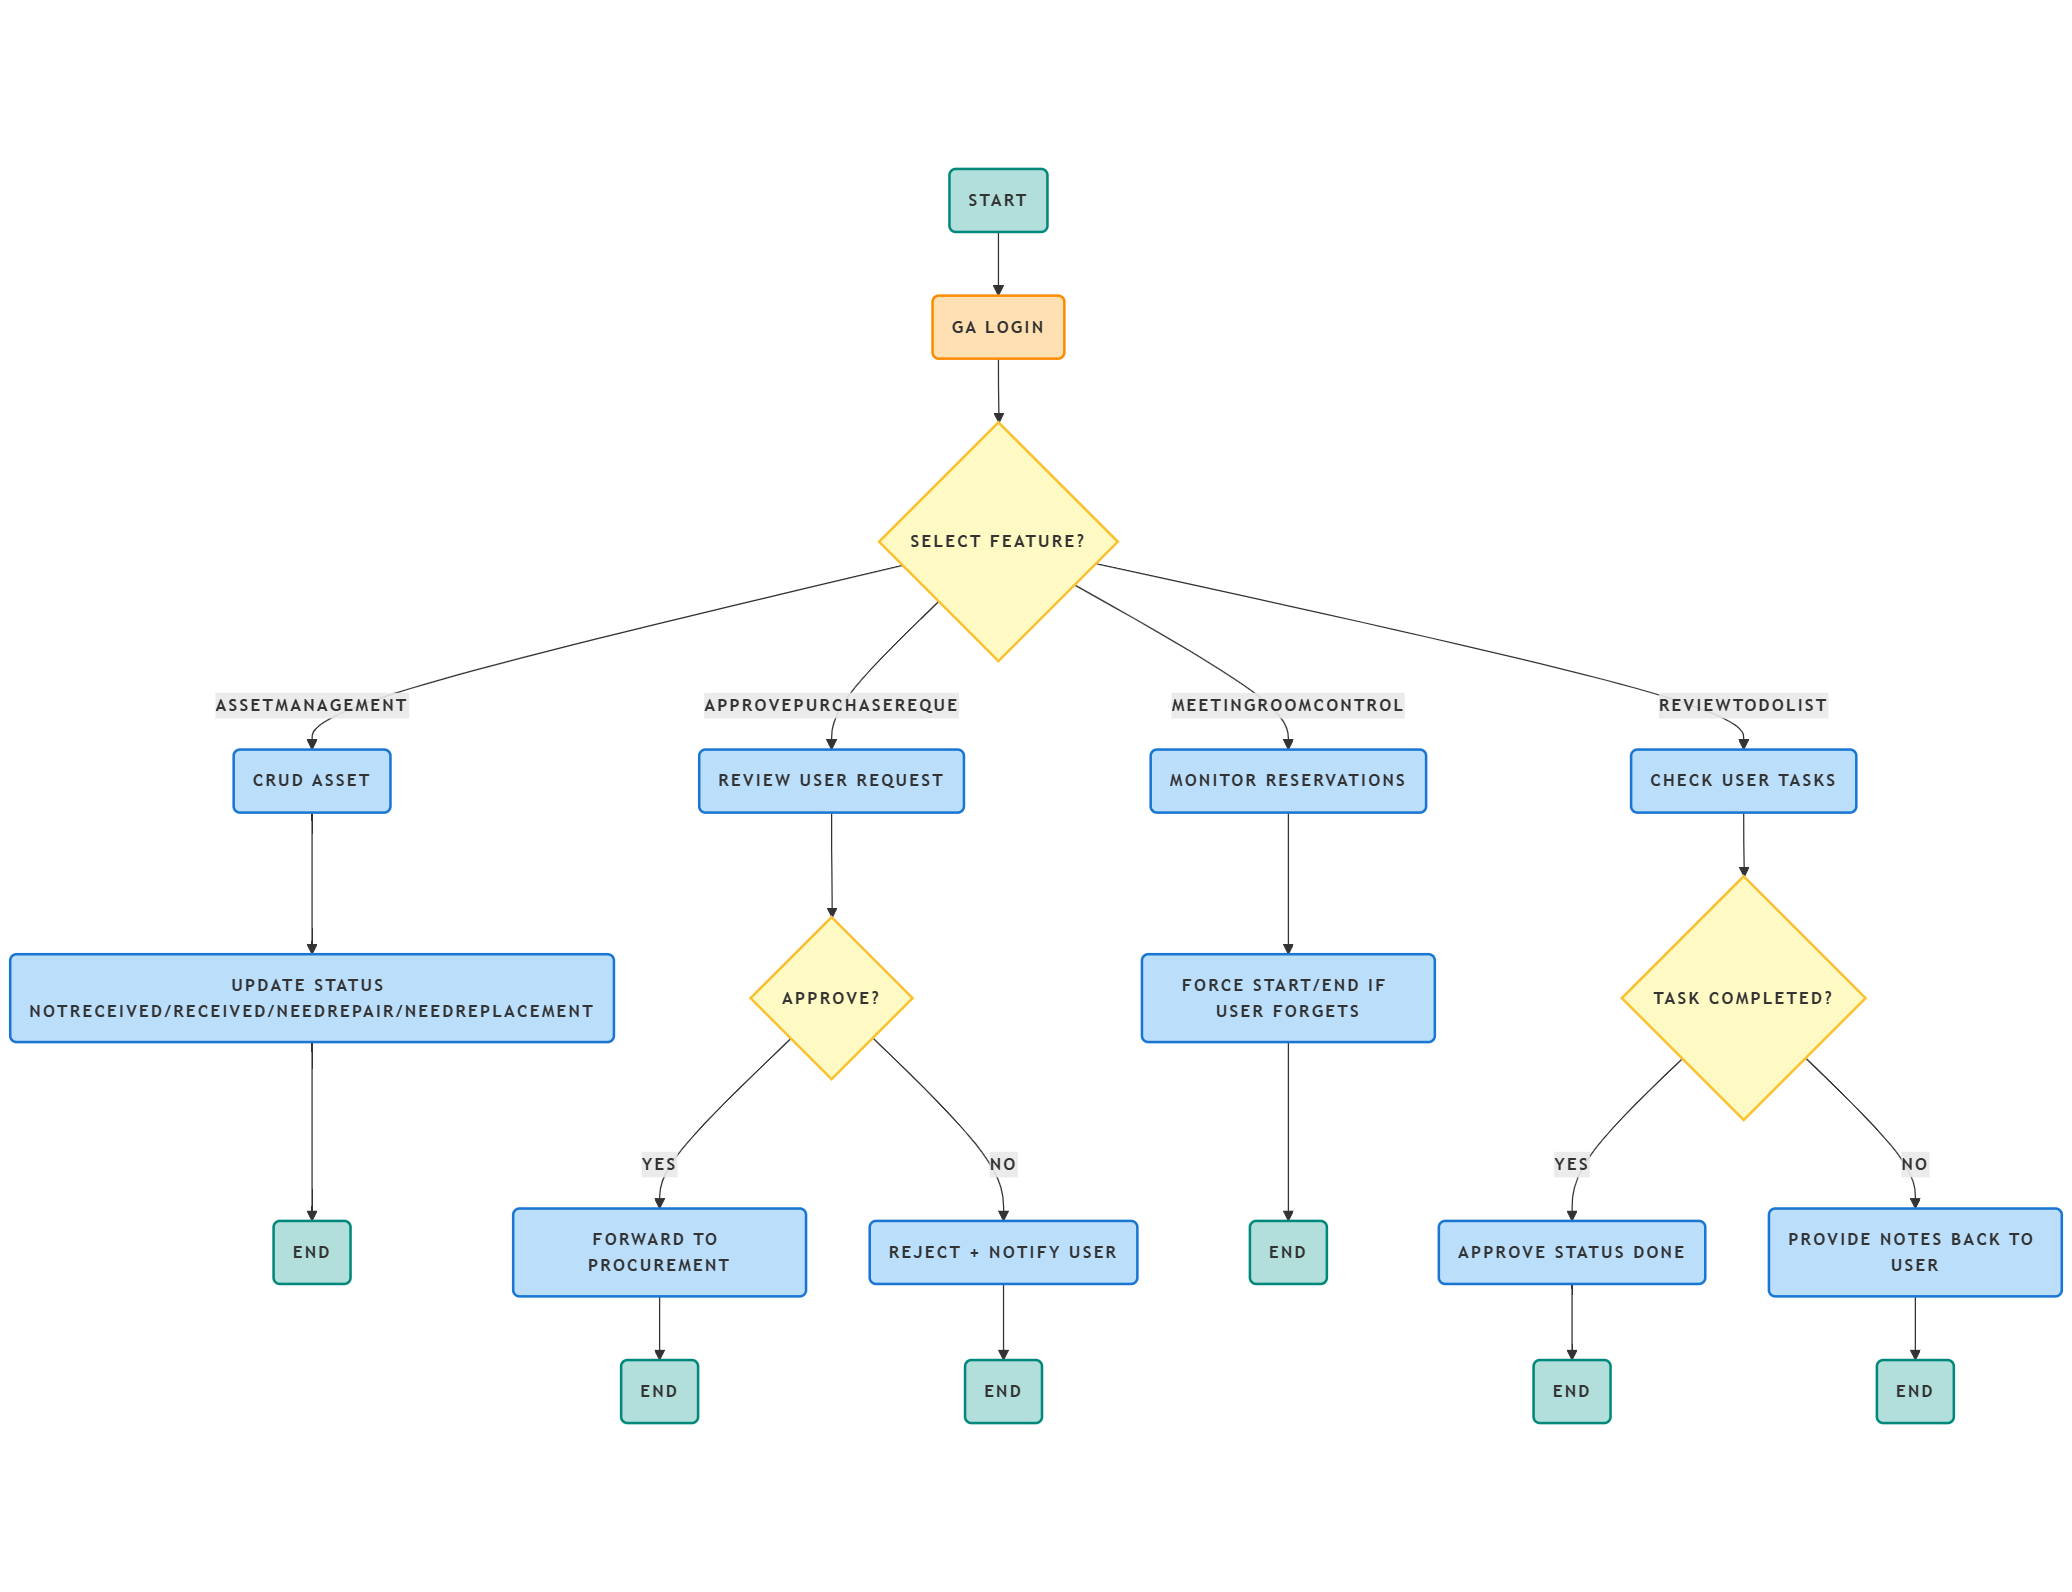 START
GA LOGIN
SELECT FEATURE?
ASSETMANAGEMENT
APPROVEPURCHASEREQUE
MEETINGROOMCONTROL
REVIEWTODOLIST
CRUD ASSET
REVIEW USER REQUEST
MONITOR RESERVATIONS
CHECK USER TASKS
UPDATE STATUS
NOTRECEIVED/RECEIVED/NEEDREPAIR/NEEDREPLACEMENT
APPROVE?
FORCE START/END IF
USER FORGETS
TASK COMPLETED?
YES
NO
YES
NO
END
FORWARD TO
PROCUREMENT
REJECT + NOTIFY USER
END
APPROVE STATUS DONE
PROVIDE NOTES BACK TO
USER
END
END
END
END